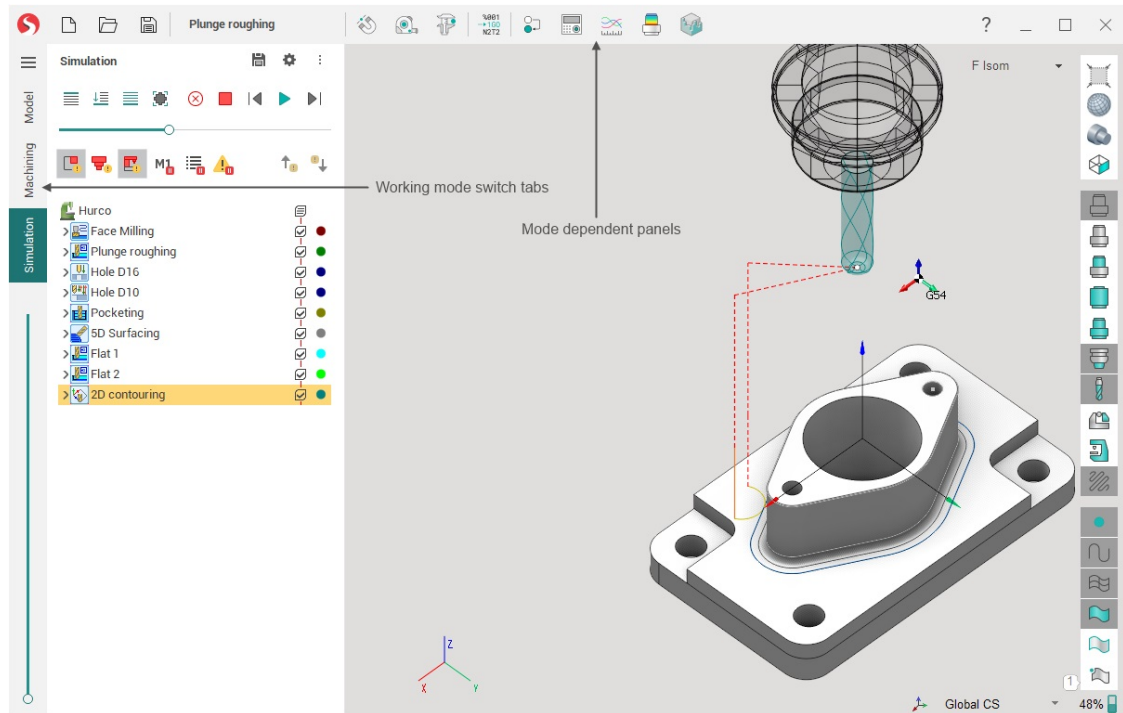 Plunge roughing
%001
→1G0
N2T2
?
Simulation
F Isom
Model
Machining
Simulation
M1
Working mode switch tabs
Mode dependent panels
Hurco
Face Milling
Plunge roughing
Hole D16
Hole D10
Pocketing
5D Surfacing
Flat 1
Flat 2
2D contouring
G54
Z
X
Y
1
Global CS
48%